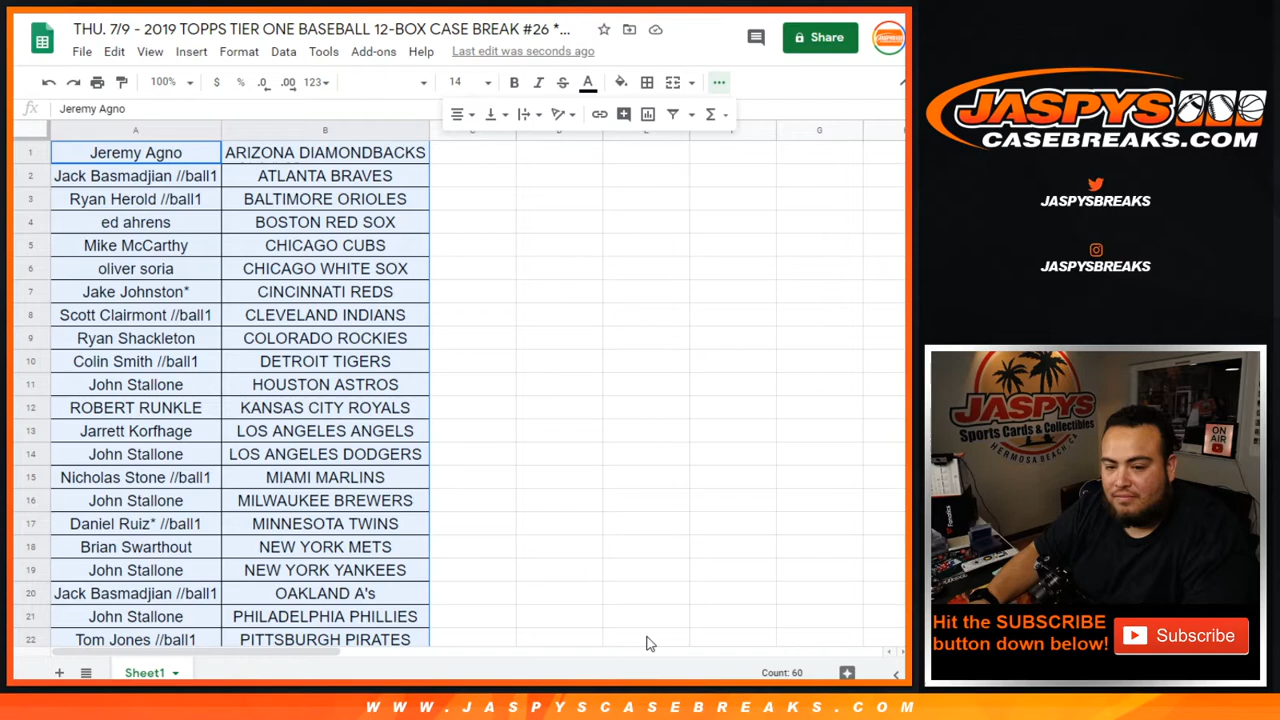 THU. 7/9 - 2019 TOPPS TIER ONE BASEBALL 12-BOX CASE BREAK #26 *...
Share
File Edit View Insert Format Data Tools Add-ons Help Last edit was seconds ago
100% $ % .0 .00 123 14 B I S A
fx Jeremy Agno
A B G
1 Jeremy Agno ARIZONA DIAMONDBACKS
2 Jack Basmadjian //ball1 ATLANTA BRAVES
3 Ryan Herold //ball1 BALTIMORE ORIOLES
4 ed ahrens BOSTON RED SOX
5 Mike McCarthy CHICAGO CUBS
6 oliver soria CHICAGO WHITE SOX
7 Jake Johnston* CINCINNATI REDS
8 Scott Clairmont //ball1 CLEVELAND INDIANS
9 Ryan Shackleton COLORADO ROCKIES
10 Colin Smith //ball1 DETROIT TIGERS
11 John Stallone HOUSTON ASTROS
12 ROBERT RUNKLE KANSAS CITY ROYALS
13 Jarrett Korfhage LOS ANGELES ANGELS
14 John Stallone LOS ANGELES DODGERS
15 Nicholas Stone //ball1 MIAMI MARLINS
16 John Stallone MILWAUKEE BREWERS
17 Daniel Ruiz* //ball1 MINNESOTA TWINS
18 Brian Swarthout NEW YORK METS
19 John Stallone NEW YORK YANKEES
20 Jack Basmadjian //ball1 OAKLAND A's
21 John Stallone PHILADELPHIA PHILLIES
22 Tom Jones //ball1 PITTSBURGH PIRATES
Sheet1 Count: 60
JASPYS
CASEBREAKS.COM
JASPYSBREAKS
JASPYSBREAKS
JASPYS
Sports Cards & Collectibles
HERMOSA BEACH CA
ON AIR
Fanatics
Hit the SUBSCRIBE
button down below!
Subscribe
WWW.JASPYSCASEBREAKS.COM